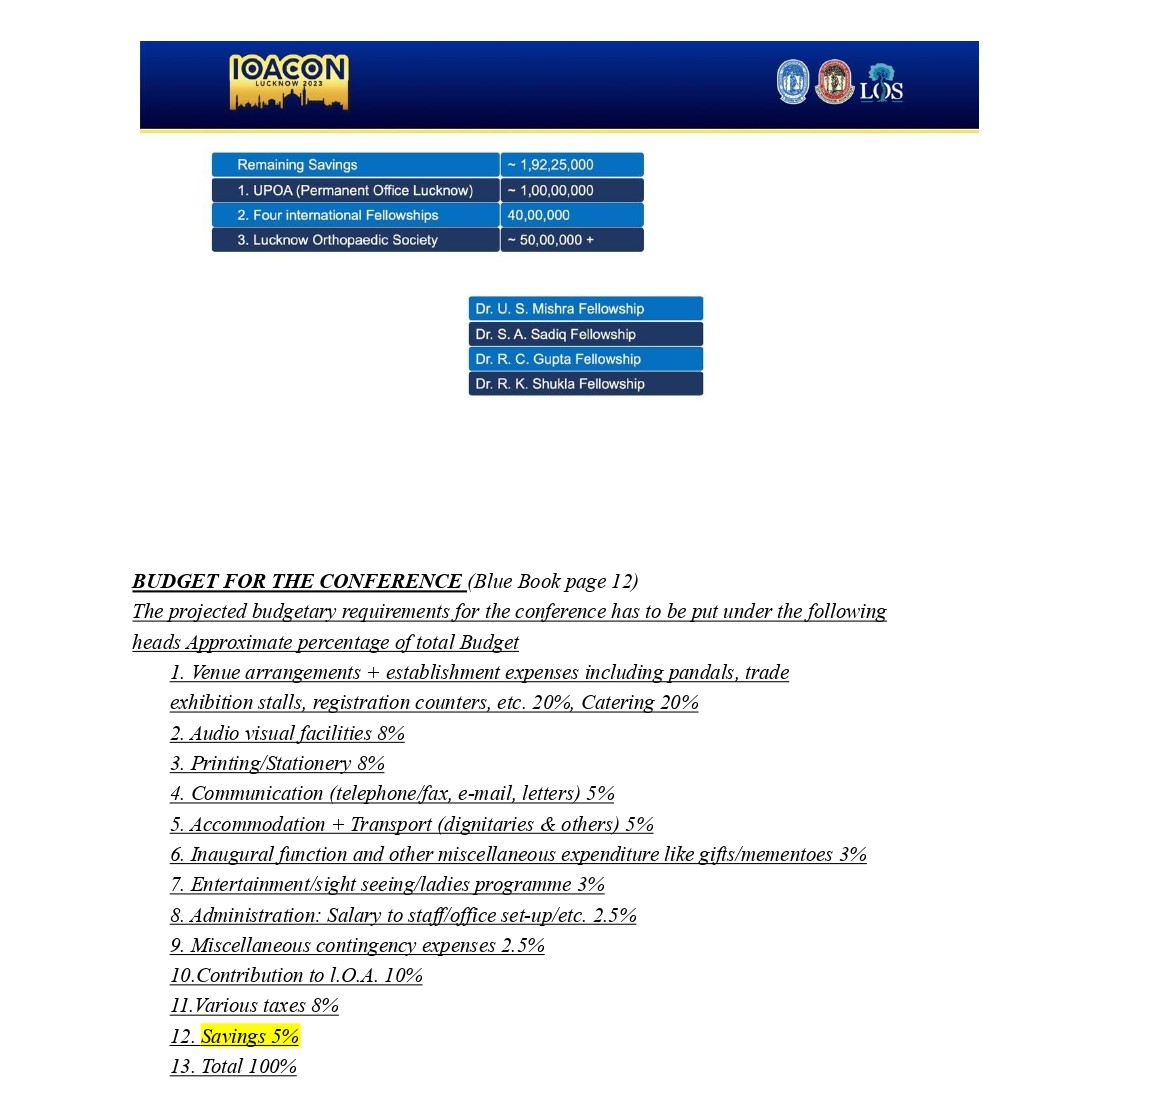 IOACON
LUCKNOW 2023
LOS
Remaining Savings ~ 1,92,25,000
1. UPOA (Permanent Office Lucknow) ~ 1,00,00,000
2. Four international Fellowships 40,00,000
3. Lucknow Orthopaedic Society ~ 50,00,000 +
Dr. U. S. Mishra Fellowship
Dr. S. A. Sadiq Fellowship
Dr. R. C. Gupta Fellowship
Dr. R. K. Shukla Fellowship
BUDGET FOR THE CONFERENCE (Blue Book page 12)
The projected budgetary requirements for the conference has to be put under the following
heads Approximate percentage of total Budget
1. Venue arrangements + establishment expenses including pandals, trade
exhibition stalls, registration counters, etc. 20%, Catering 20%
2. Audio visual facilities 8%
3. Printing/Stationery 8%
4. Communication (telephone/fax, e-mail, letters) 5%
5. Accommodation + Transport (dignitaries & others) 5%
6. Inaugural function and other miscellaneous expenditure like gifts/mementoes 3%
7. Entertainment/sight seeing/ladies programme 3%
8. Administration: Salary to staff/office set-up/etc. 2.5%
9. Miscellaneous contingency expenses 2.5%
10.Contribution to l.O.A. 10%
11.Various taxes 8%
12. Savings 5%
13. Total 100%